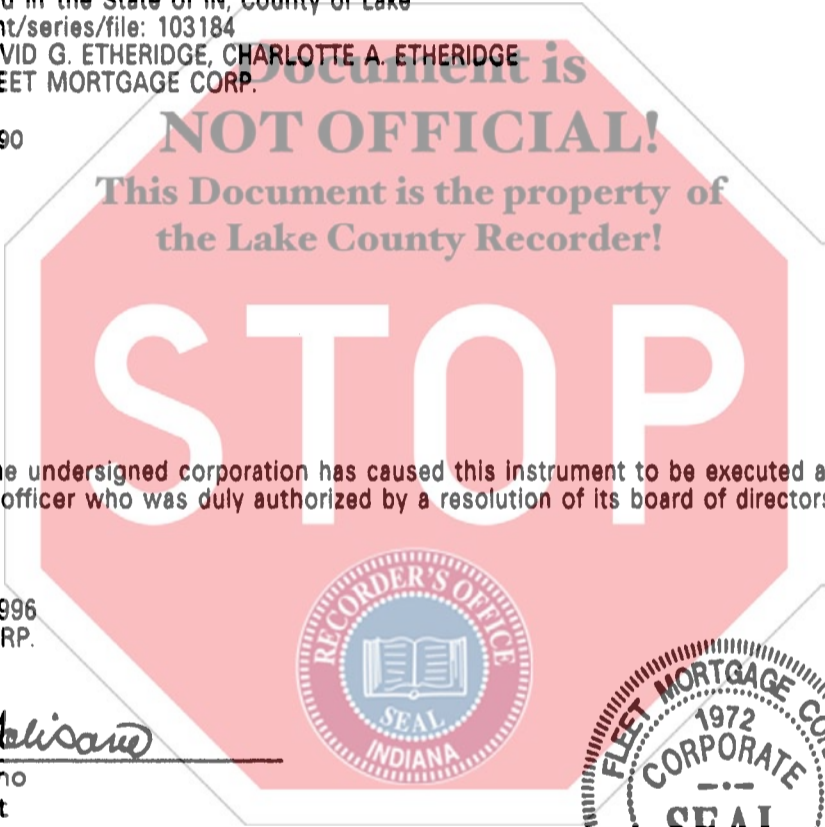 d in the State of IN, County of Lake
nt/series/file: 103184
VID G. ETHERIDGE, CHARLOTTE A. ETHERIDGE
EET MORTGAGE CORP.
Document is
90
NOT OFFICIAL!
This Document is the property of
the Lake County Recorder!
STOP
e undersigned corporation has caused this instrument to be executed a
officer who was duly authorized by a resolution of its board of directors
996
RP.
RECORDER'S OFFICE
SEAL
INDIANA
FLEET MORTGAGE CO
1972
CORPORATE
SEAL
no
t